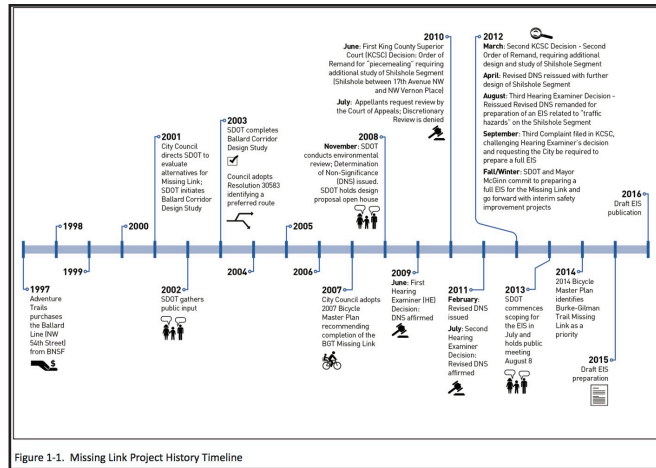 2010
June: First King County Superior
Court (KCSC) Decision: Order of
Remand for "piecemealing" requiring
additional study of Shilshole Segment
(Shilshole between 17th Avenue NW
and NW Vernon Place)
July: Appellants request review by
the Court of Appeals; Discretionary
Review is denied
2012
March: Second KCSC Decision - Second
Order of Remand, requiring additional
design and study of Shilshole Segment
April: Revised DNS reissued with further
design of Shilshole Segment
August: Third Hearing Examiner Decision -
Reissued Revised DNS remanded for
preparation of an EIS related to "traffic
hazards" on the Shilshole Segment
September: Third Complaint filed in KCSC,
challenging Hearing Examiner's decision
and requesting the City be required to
prepare a full EIS
Fall/Winter: SDOT and Mayor
McGinn commit to preparing a
full EIS for the Missing Link and
go forward with interim safety
improvement projects
2003
SDOT completes
Ballard Corridor
Design Study
Council adopts
Resolution 30583
identifying a
preferred route
2001
City Council
directs SDOT to
evaluate
alternatives for
Missing Link;
SDOT initiates
Ballard Corridor
Design Study
2008
November: SDOT
conducts environmental
review; Determination
of Non-Significance
(DNS) issued.
SDOT holds design
proposal open house
2016
Draft EIS
publication
1998
2000
2005
1999
2004
2006
1997
Adventure
Trails
purchases
the Ballard
Line (NW
54th Street)
from BNSF
$
2002
SDOT gathers
public input
2007
City Council adopts
2007 Bicycle
Master Plan
recommending
completion of the
BGT Missing Link
2009
June: First
Hearing
Examiner (HE)
Decision:
DNS affirmed
2011
February:
Revised DNS
issued
July: Second
Hearing
Examiner
Decision:
Revised DNS
affirmed
2013
SDOT
commences
scoping for
the EIS in
July and holds
public meeting
August 8
2014
2014 Bicycle
Master Plan
identifies
Burke-Gilman
Trail Missing
Link as a
priority
2015
Draft EIS
preparation
Figure 1-1. Missing Link Project History Timeline